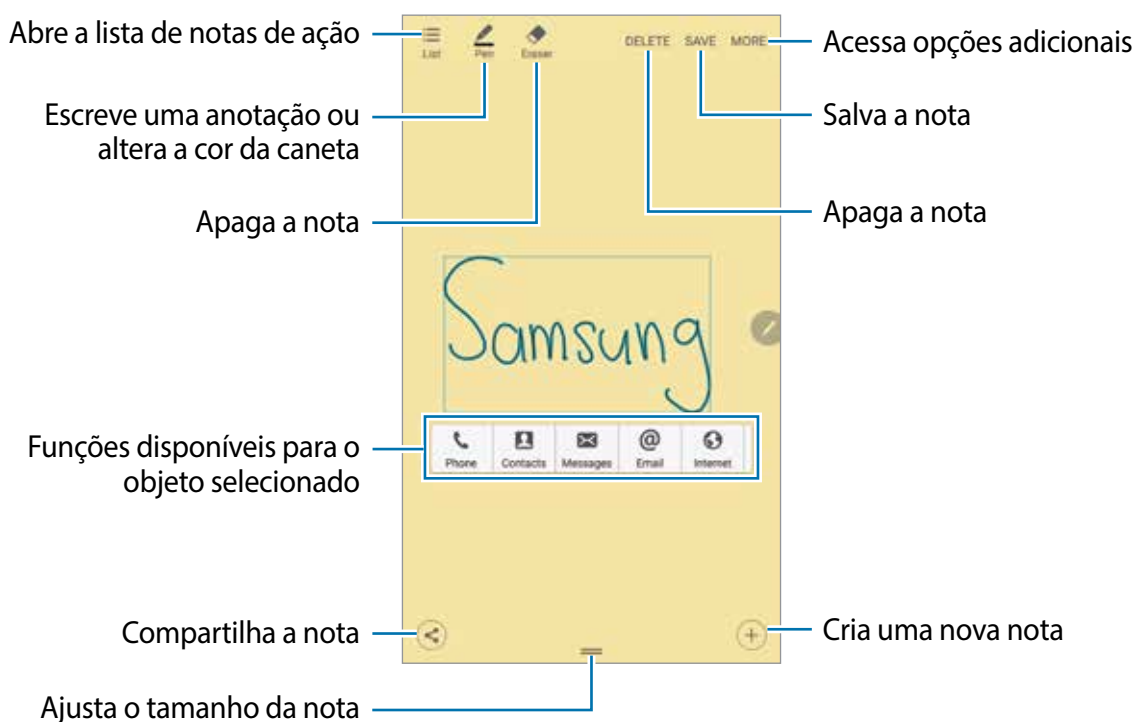 Abre a lista de notas de ação
List
Pen
Eraser
DELETE
SAVE
MORE
Acessa opções adicionais
Escreve uma anotação ou
altera a cor da caneta
Salva a nota
Apaga a nota
Apaga a nota
Samsung
Funções disponíveis para o
objeto selecionado
Phone
Contacts
Messages
@
Email
Internet
Compartilha a nota
Cria uma nova nota
Ajusta o tamanho da nota